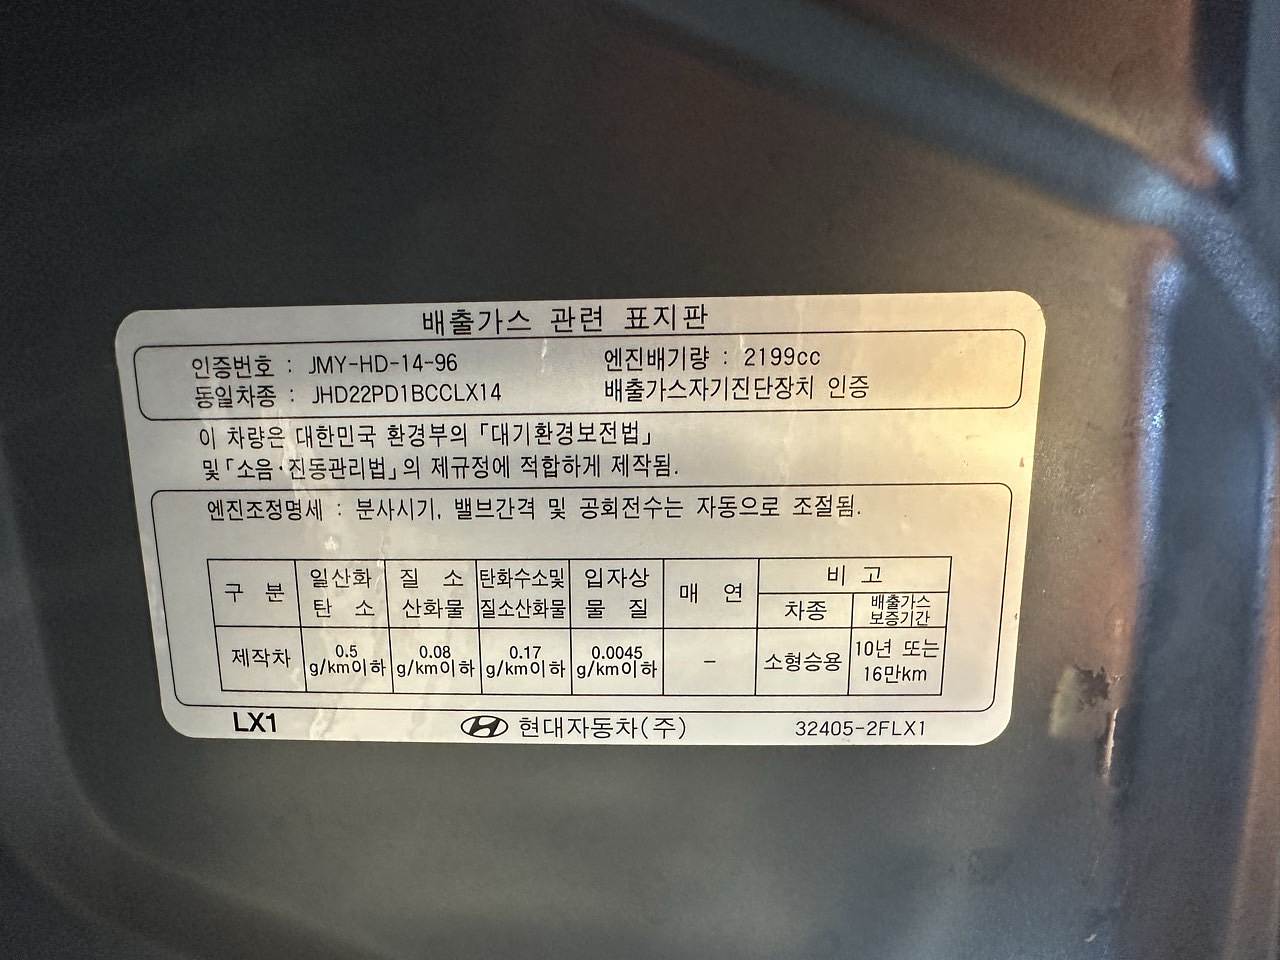 배출가스 관련 표지판
인증번호 : JMY-HD-14-96 엔진배기량 : 2199cc
동일차종 : JHD22PD1BCCLX14 배출가스자기진단장치 인증
이 차량은 대한민국 환경부의 「대기환경보전법」
및「소음·진동관리법」의 제규정에 적합하게 제작됨.
엔진조정명세 : 분사시기, 밸브간격 및 공회전수는 자동으로 조절됨.
구 분 일산화 탄 소 질 소 산화물 탄화수소및 질소산화물 입자상 물 질 매 연 비 고
차종 배출가스 보증기간
제작차 0.5 g/km이하 0.08 g/km이하 0.17 g/km이하 0.0045 g/km이하 – 소형승용 10년 또는 16만km
LX1 현대자동차(주) 32405-2FLX1